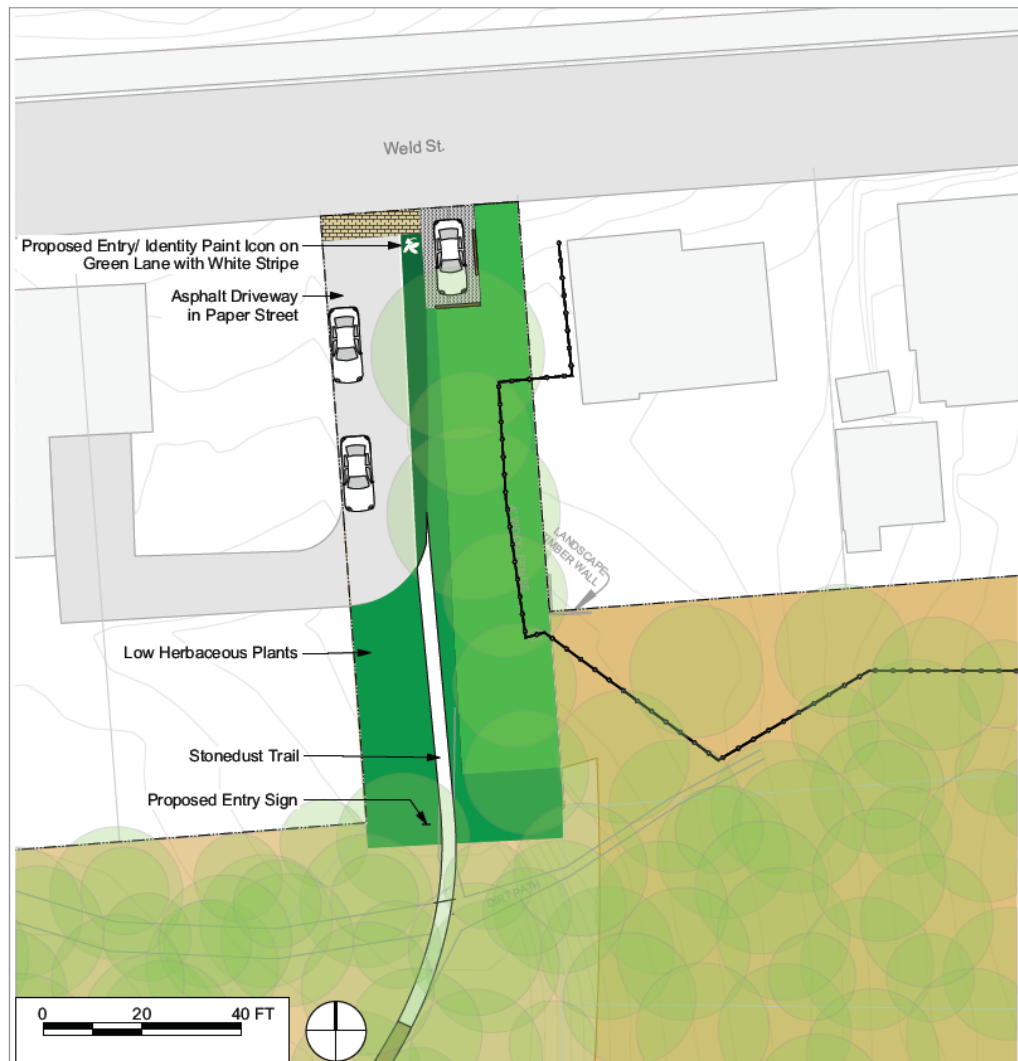 Weld St.
Proposed Entry/ Identity Paint Icon on
Green Lane with White Stripe
Asphalt Driveway
in Paper Street
LANDSCAPE
TIMBER WALL
Low Herbaceous Plants
Stonedust Trail
Proposed Entry Sign
DIRT PATH
0 20 40 FT